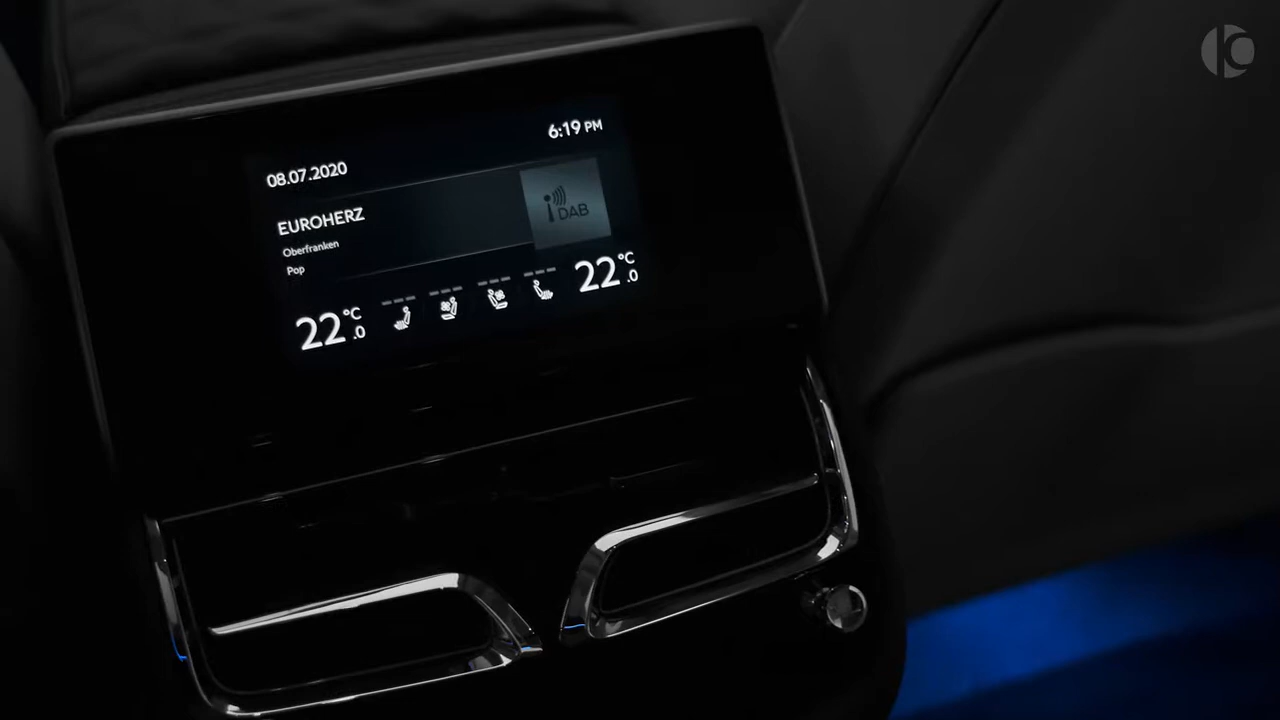 6:19 PM
08.07.2020
EUROHERZ
Oberfranken
Pop
DAB
22 °C .0
22 °C .0